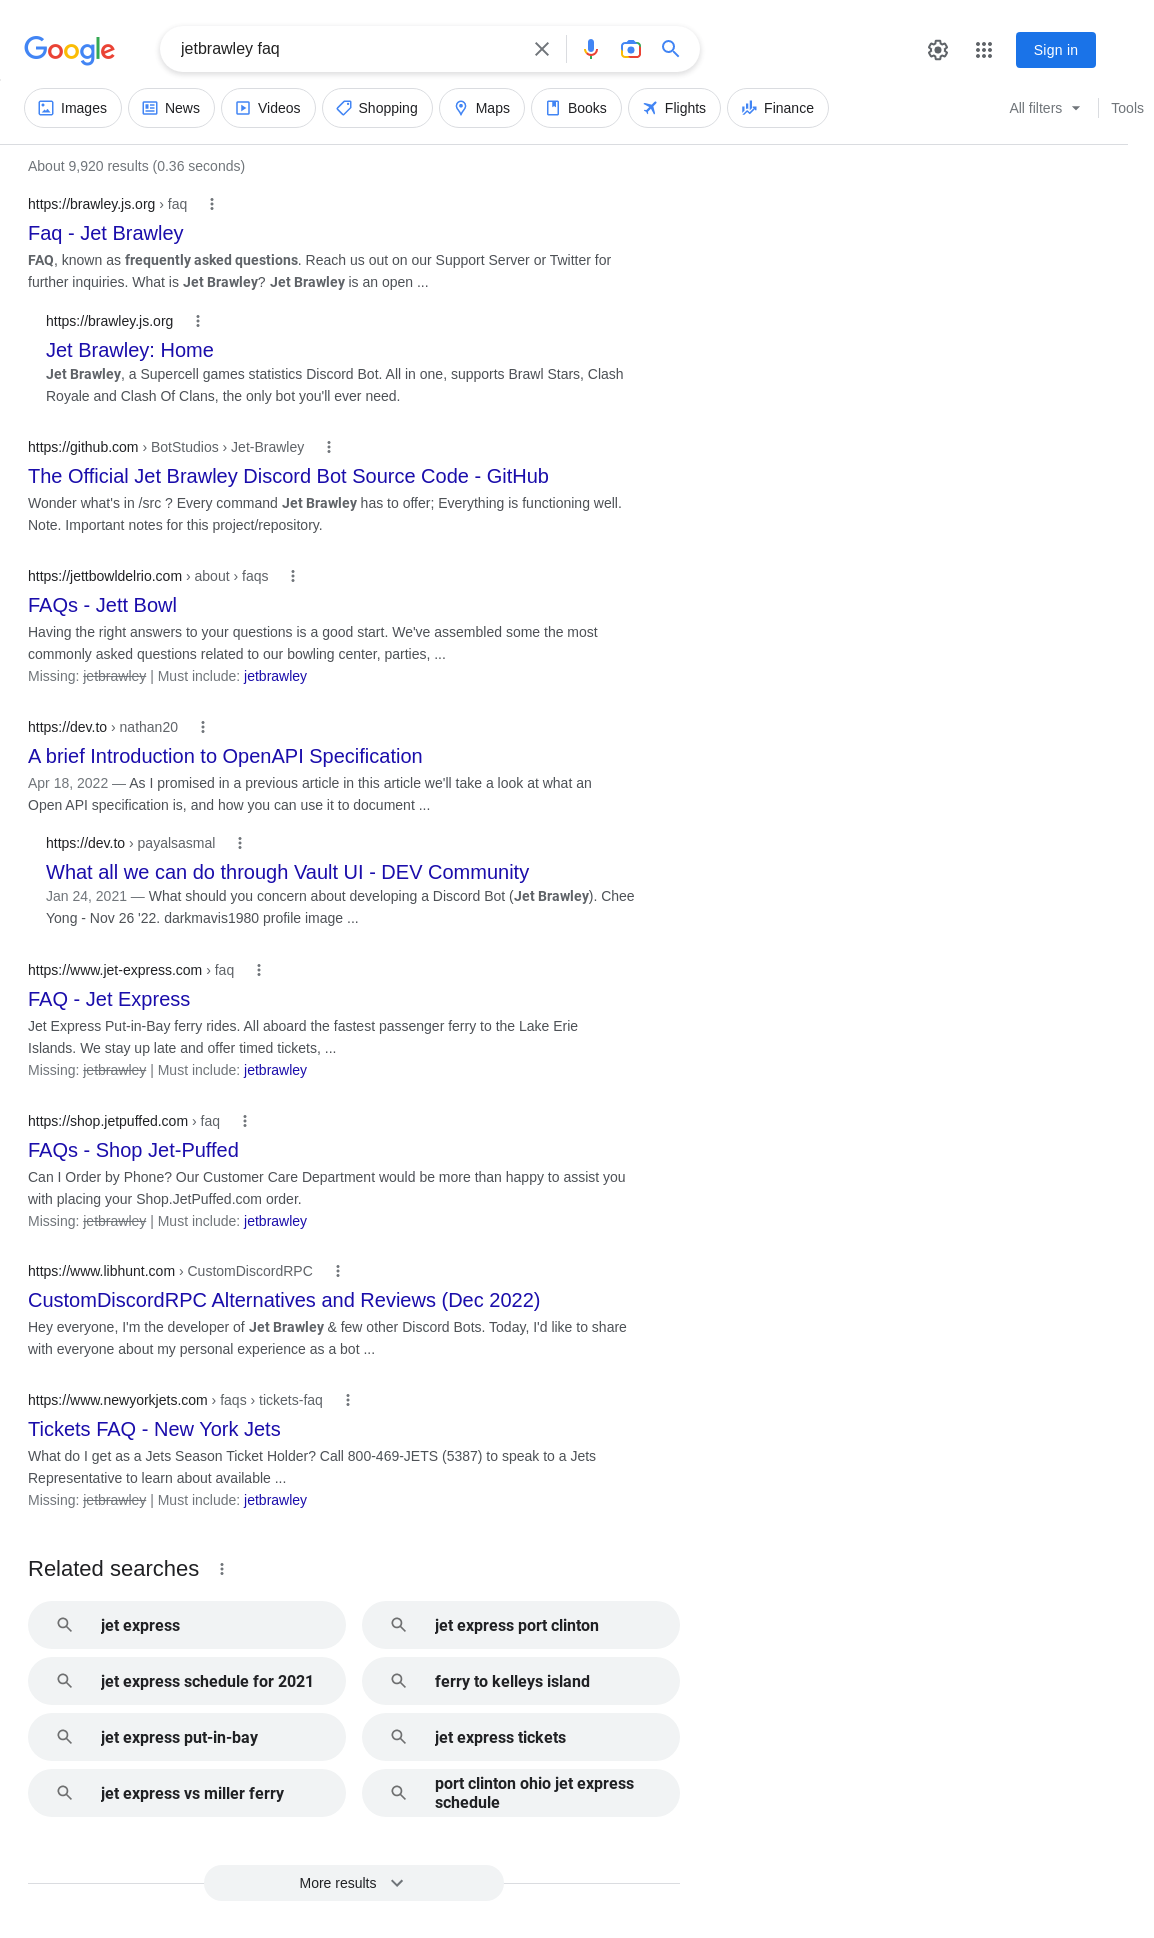 Google
jetbrawley faq
Sign in
Images
News
Videos
Shopping
Maps
Books
Flights
Finance
All filters
Tools
About 9,920 results (0.36 seconds)
https://brawley.js.org › faq
Faq - Jet Brawley
FAQ, known as frequently asked questions. Reach us out on our Support Server or Twitter for
further inquiries. What is Jet Brawley? Jet Brawley is an open ...
https://brawley.js.org
Jet Brawley: Home
Jet Brawley, a Supercell games statistics Discord Bot. All in one, supports Brawl Stars, Clash
Royale and Clash Of Clans, the only bot you'll ever need.
https://github.com › BotStudios › Jet-Brawley
The Official Jet Brawley Discord Bot Source Code - GitHub
Wonder what's in /src ? Every command Jet Brawley has to offer; Everything is functioning well.
Note. Important notes for this project/repository.
https://jettbowldelrio.com › about › faqs
FAQs - Jett Bowl
Having the right answers to your questions is a good start. We've assembled some the most
commonly asked questions related to our bowling center, parties, ...
Missing: jetbrawley | Must include: jetbrawley
https://dev.to › nathan20
A brief Introduction to OpenAPI Specification
Apr 18, 2022 — As I promised in a previous article in this article we'll take a look at what an
Open API specification is, and how you can use it to document ...
https://dev.to › payalsasmal
What all we can do through Vault UI - DEV Community
Jan 24, 2021 — What should you concern about developing a Discord Bot (Jet Brawley). Chee
Yong - Nov 26 '22. darkmavis1980 profile image ...
https://www.jet-express.com › faq
FAQ - Jet Express
Jet Express Put-in-Bay ferry rides. All aboard the fastest passenger ferry to the Lake Erie
Islands. We stay up late and offer timed tickets, ...
Missing: jetbrawley | Must include: jetbrawley
https://shop.jetpuffed.com › faq
FAQs - Shop Jet-Puffed
Can I Order by Phone? Our Customer Care Department would be more than happy to assist you
with placing your Shop.JetPuffed.com order.
Missing: jetbrawley | Must include: jetbrawley
https://www.libhunt.com › CustomDiscordRPC
CustomDiscordRPC Alternatives and Reviews (Dec 2022)
Hey everyone, I'm the developer of Jet Brawley & few other Discord Bots. Today, I'd like to share
with everyone about my personal experience as a bot ...
https://www.newyorkjets.com › faqs › tickets-faq
Tickets FAQ - New York Jets
What do I get as a Jets Season Ticket Holder? Call 800-469-JETS (5387) to speak to a Jets
Representative to learn about available ...
Missing: jetbrawley | Must include: jetbrawley
Related searches
jet express
jet express port clinton
jet express schedule for 2021
ferry to kelleys island
jet express put-in-bay
jet express tickets
jet express vs miller ferry
port clinton ohio jet express
schedule
More results